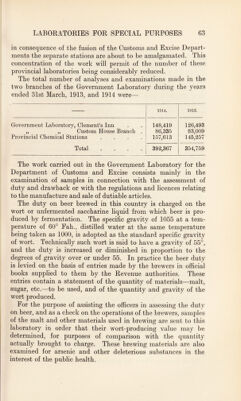 LABORATORIES FOR SPECIAL PURPOSES 63
in consequence of the fusion of the Customs and Excise Depart-
ments the separate stations are about to be amalgamated. This
concentration of the work will permit of the number of these
provincial laboratories being considerably reduced.
The total number of analyses and examinations made in the
two branches of the Government Laboratory during the years
ended 31st March, 1913, and 1914 were—
—— 1914. 1913.
Government Laboratory, Clement's Inn . . 148,419 126,493
Custom House Branch . 86,335 83,009
Provincial Chemical Stations . . . . 157,613 145,257
Total . . . . 392,367 354,759
The work carried out in the Government Laboratory for the
Department of Customs and Excise consists mainly in the
examination of samples in connection with the assessment of
duty and drawback or with the regulations and licences relating
to the manufacture and sale of dutiable articles.
The duty on beer brewed in this country is charged on the
wort or unfermented saccharine liquid from which beer is pro-
duced by fermentation. The specific gravity of 1055 at a tem-
perature of 60° Fah., distilled water at the same temperature
being taken as 1000, is adopted as the standard specific gravity
of wort. Technically such wort is said to have a gravity of 55°,
and the duty is increased or diminished in proportion to the
degrees of gravity over or under 55. In practice the beer duty
is levied on the basis of entries made by the brewers in official
books supplied to them by the Revenue authorities. These
entries contain a statement of the quantity of materials—malt,
sugar, etc.—to be used, and of the quantity and gravity of the
wort produced.
For the purpose of assisting the officers in assessing the duty
on beer, and as a check on the operations of the brewers, samples
of the malt and other materials used in brewing are sent to this
laboratory in order that their wort-producing value may be
determined, for purposes of comparison with the quantity
actually brought to charge. These brewing materials are also
examined for arsenic and other deleterious substances in the
interest of the public health.